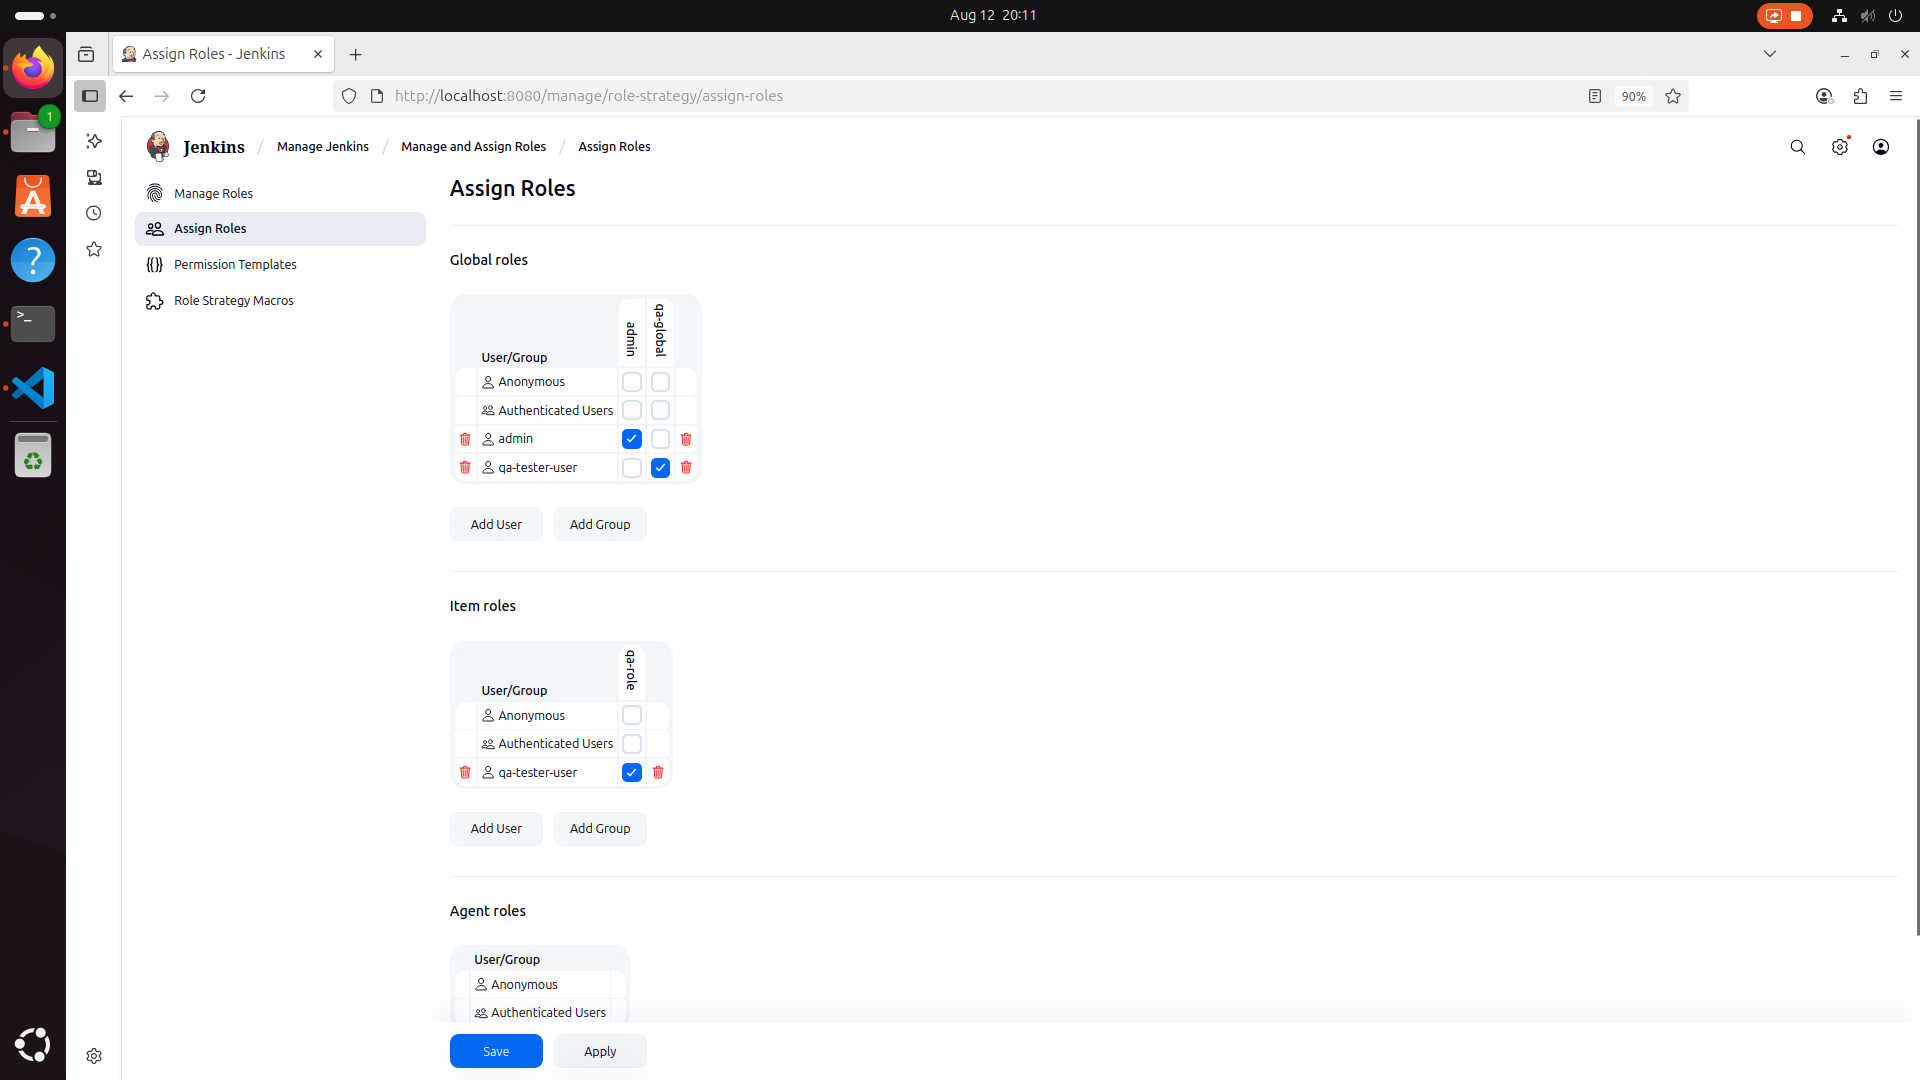 Aug 12 20:11
Assign Roles - Jenkins
http://localhost:8080/manage/role-strategy/assign-roles
90%
1
Jenkins / Manage Jenkins / Manage and Assign Roles / Assign Roles
Manage Roles
Assign Roles
Permission Templates
Role Strategy Macros
Assign Roles
Global roles
User/Group
admin
qa-global
Anonymous
Authenticated Users
admin
qa-tester-user
Add User
Add Group
Item roles
User/Group
qa-role
Anonymous
Authenticated Users
qa-tester-user
Add User
Add Group
Agent roles
User/Group
Anonymous
Authenticated Users
Save
Apply